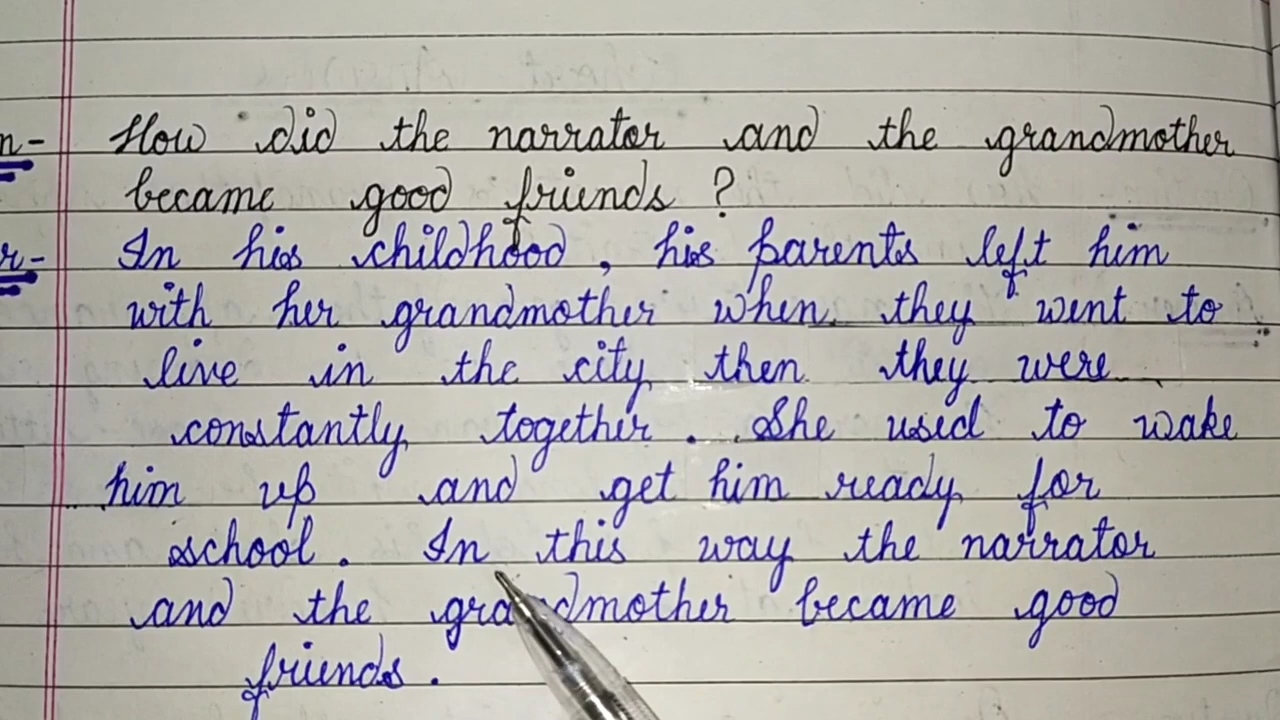 n- How did the narrator and the grandmother
became good friends ?
r- In his childhood, his parents left him
with her grandmother when they went to
live in the city then they were
constantly together. She used to wake
him up and get him ready for
school. In this way the narrator
and the grandmother became good
friends.